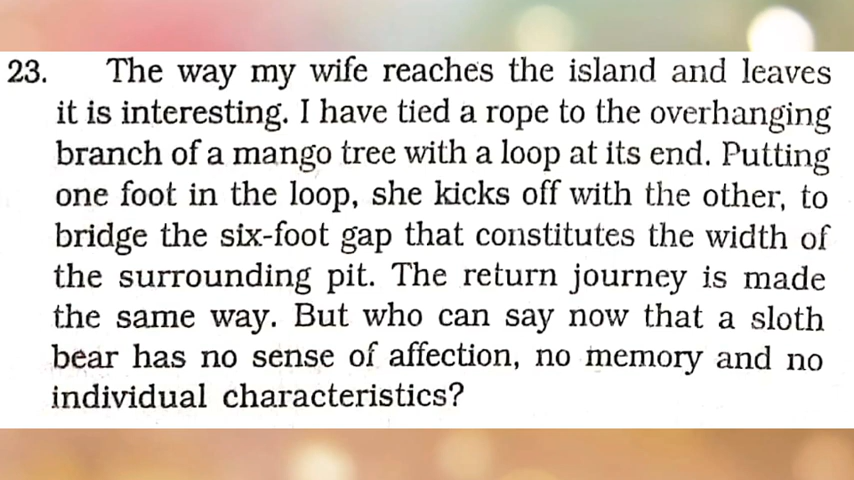 23. The way my wife reaches the island and leaves
it is interesting. I have tied a rope to the overhanging
branch of a mango tree with a loop at its end. Putting
one foot in the loop, she kicks off with the other, to
bridge the six-foot gap that constitutes the width of
the surrounding pit. The return journey is made
the same way. But who can say now that a sloth
bear has no sense of affection, no memory and no
individual characteristics?